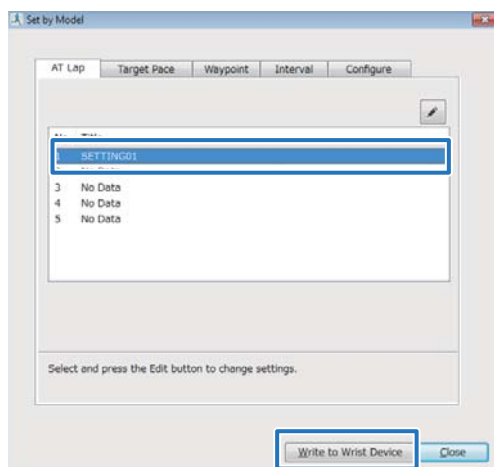 Set by Model
AT Lap Target Pace Waypoint Interval Configure
1 SETTING01
3 No Data
4 No Data
5 No Data
Select and press the Edit button to change settings.
Write to Wrist Device Close